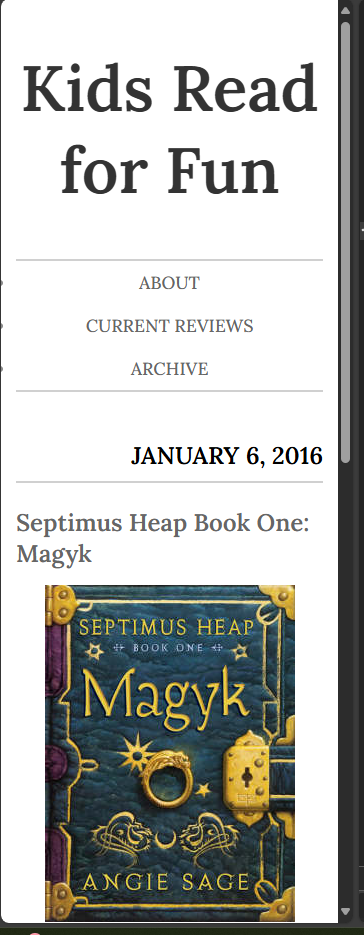 Kids Read
for Fun
ABOUT
CURRENT REVIEWS
ARCHIVE
JANUARY 6, 2016
Septimus Heap Book One:
Magyk
SEPTIMUS HEAP
BOOK ONE
Magyk
ANGIE SAGE